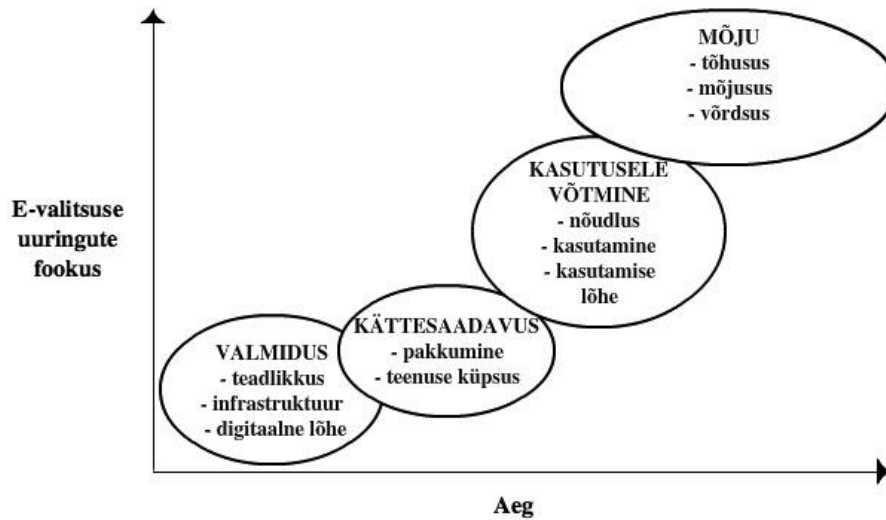 MÕJU
- tõhusus
- mõjusus
- võrdsus
KASUTUSELE
VÕTMINE
- nõudlus
- kasutamine
- kasutamise
lõhe
E-valitsuse
uuringute
fookus
KÄTTESAADAVUS
- pakkumine
- teenuse küpsus
VALMIDUS
- teadlikkus
- infrastruktuur
- digitaalne lõhe
Aeg